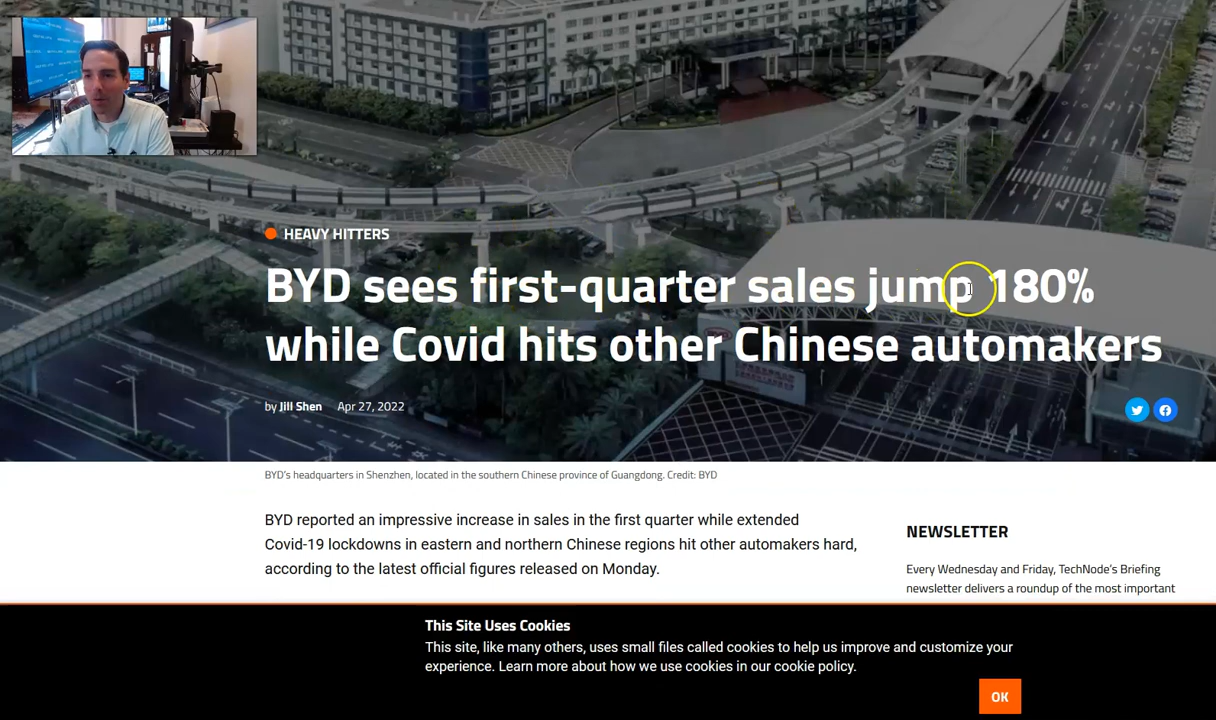 HEAVY HITTERS
BYD sees first-quarter sales jump 180%
while Covid hits other Chinese automakers
by Jill Shen Apr 27, 2022
BYD's headquarters in Shenzhen, located in the southern Chinese province of Guangdong. Credit: BYD
BYD reported an impressive increase in sales in the first quarter while extended
Covid-19 lockdowns in eastern and northern Chinese regions hit other automakers hard,
according to the latest official figures released on Monday.
NEWSLETTER
Every Wednesday and Friday, TechNode's Briefing
newsletter delivers a roundup of the most important
This Site Uses Cookies
This site, like many others, uses small files called cookies to help us improve and customize your
experience. Learn more about how we use cookies in our cookie policy.
OK